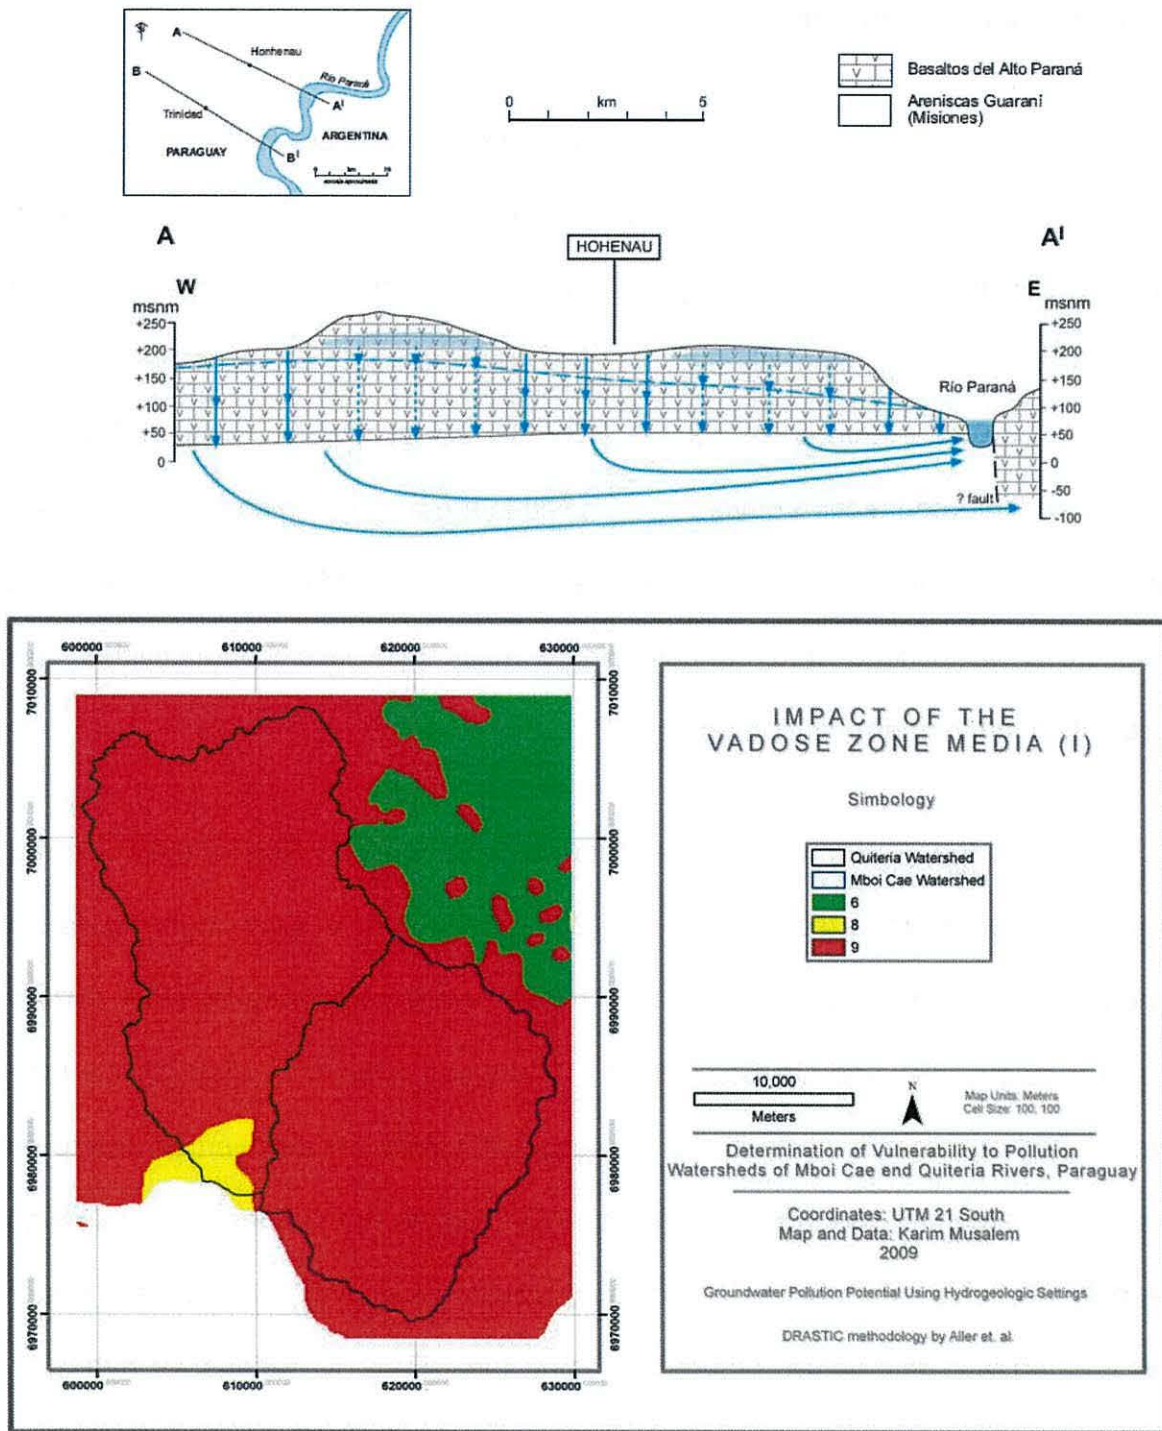 A
Honhenau
B
Río Paraná
A^I
Trinidad
ARGENTINA
PARAGUAY
B^I
0 km 5
Basaltos del Alto Paraná
Areniscas Guaraní
(Misiones)
A
HOHENAU
A^I
W
E
msnm
msnm
+250
+200
+150
+100
+50
0
Río Paraná
+250
+200
+150
+100
+50
0
-50
-100
? fault
600000 610000 620000 630000
7010000
7000000
6990000
6980000
6970000
7010000
7000000
6990000
6980000
6970000
600000 610000 620000 630000
IMPACT OF THE
VADOSE ZONE MEDIA (I)
Simbology
Quiteria Watershed
Mboi Cae Watershed
6
8
9
10,000
Meters
N
Map Units: Meters
Cell Size: 100, 100
Determination of Vulnerability to Pollution
Watersheds of Mboi Cae end Quiteria Rivers, Paraguay
Coordinates: UTM 21 South
Map and Data: Karim Musalem
2009
Groundwater Pollution Potential Using Hydrogeologic Settings
DRASTIC methodology by Aller et. al.